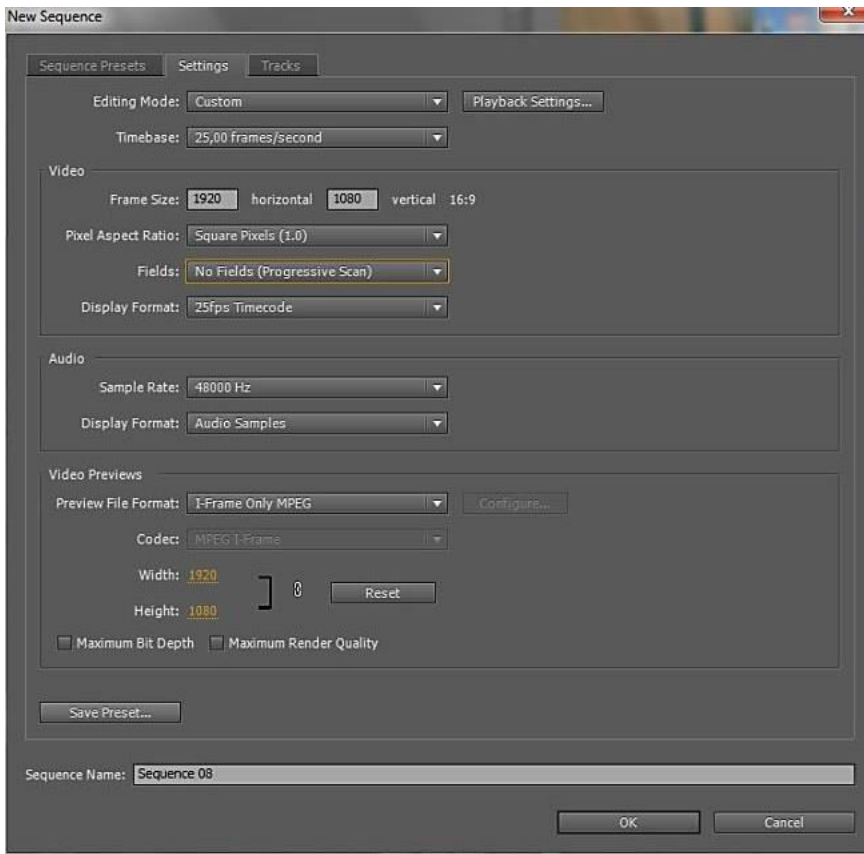 New Sequence
Sequence Presets Settings Tracks
Editing Mode: Custom Playback Settings...
Timebase: 25,00 frames/second
Video
Frame Size: 1920 horizontal 1080 vertical 16:9
Pixel Aspect Ratio: Square Pixels (1.0)
Fields: No Fields (Progressive Scan)
Display Format: 25fps Timecode
Audio
Sample Rate: 48000 Hz
Display Format: Audio Samples
Video Previews
Preview File Format: I-Frame Only MPEG Configure...
Codec: MPEG I-Frame
Width: 1920
Height: 1080
Reset
Maximum Bit Depth Maximum Render Quality
Save Preset...
Sequence Name: Sequence 08
OK Cancel